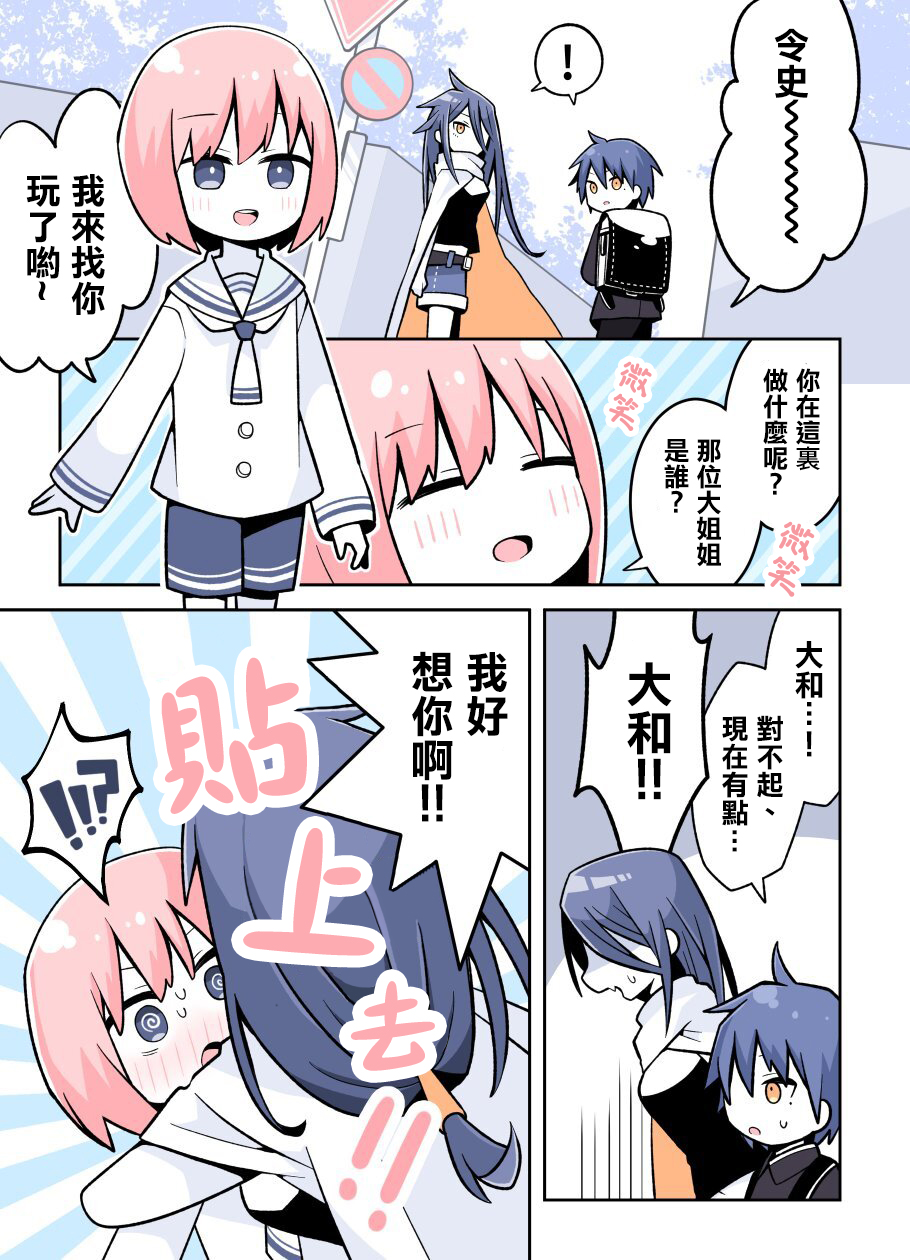 令史~
！
我來找你
玩了喲~
你在這裏
做什麼呢？
那位大姐姐
是誰？
微笑
微笑
大和…！
對不起、
現在有點…
大和!!
我好
想你啊!!
貼上去!!
!!?